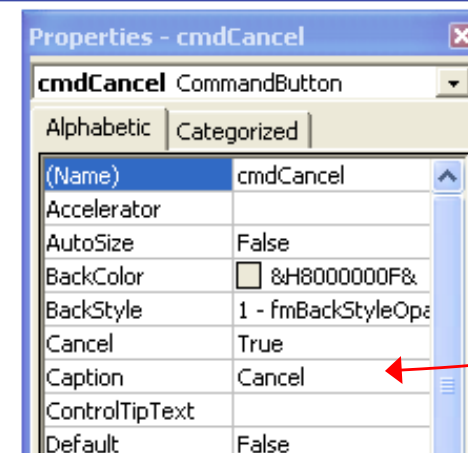 Properties - cmdCancel
cmdCancel CommandButton
Alphabetic Categorized
(Name) cmdCancel
Accelerator
AutoSize False
BackColor &H8000000F&
BackStyle 1 - fmBackStyleOpa
Cancel True
Caption Cancel
ControlTipText
Default False